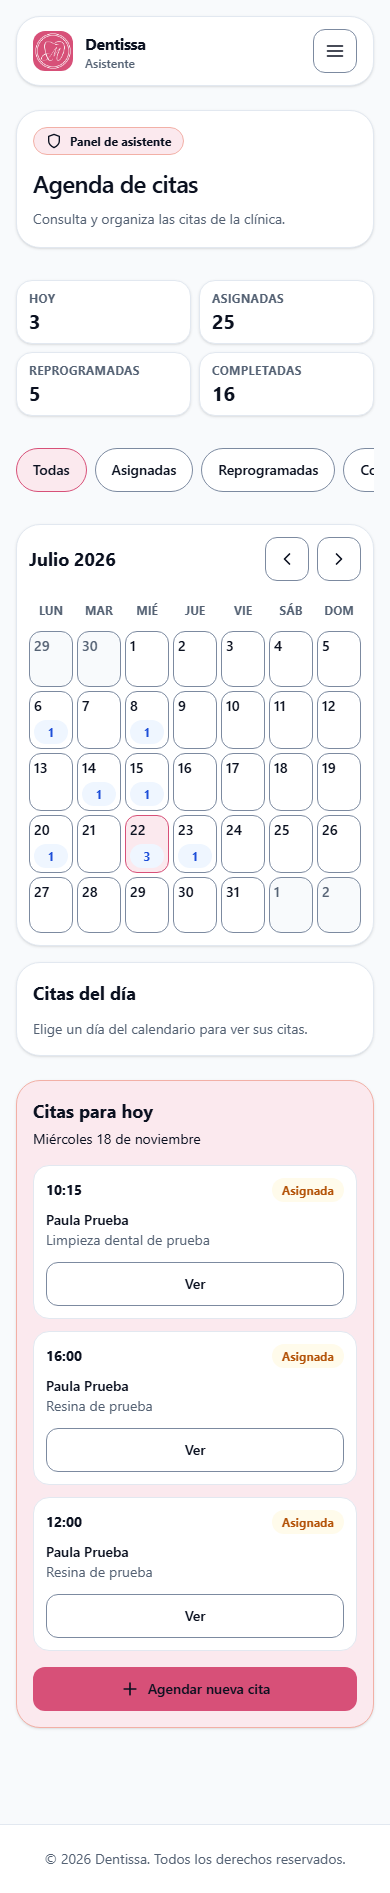 Dentissa
Asistente
Panel de asistente
Agenda de citas
Consulta y organiza las citas de la clínica.
HOY
3
ASIGNADAS
25
REPROGRAMADAS
5
COMPLETADAS
16
Todas
Asignadas
Reprogramadas
Co
Julio 2026
LUN MAR MIÉ JUE VIE SÁB DOM
29 30 1 2 3 4 5
6 7 8 9 10 11 12
1 1
13 14 15 16 17 18 19
1 1
20 21 22 23 24 25 26
1 3 1
27 28 29 30 31 1 2
Citas del día
Elige un día del calendario para ver sus citas.
Citas para hoy
Miércoles 18 de noviembre
10:15 Asignada
Paula Prueba
Limpieza dental de prueba
Ver
16:00 Asignada
Paula Prueba
Resina de prueba
Ver
12:00 Asignada
Paula Prueba
Resina de prueba
Ver
Agendar nueva cita
© 2026 Dentissa. Todos los derechos reservados.